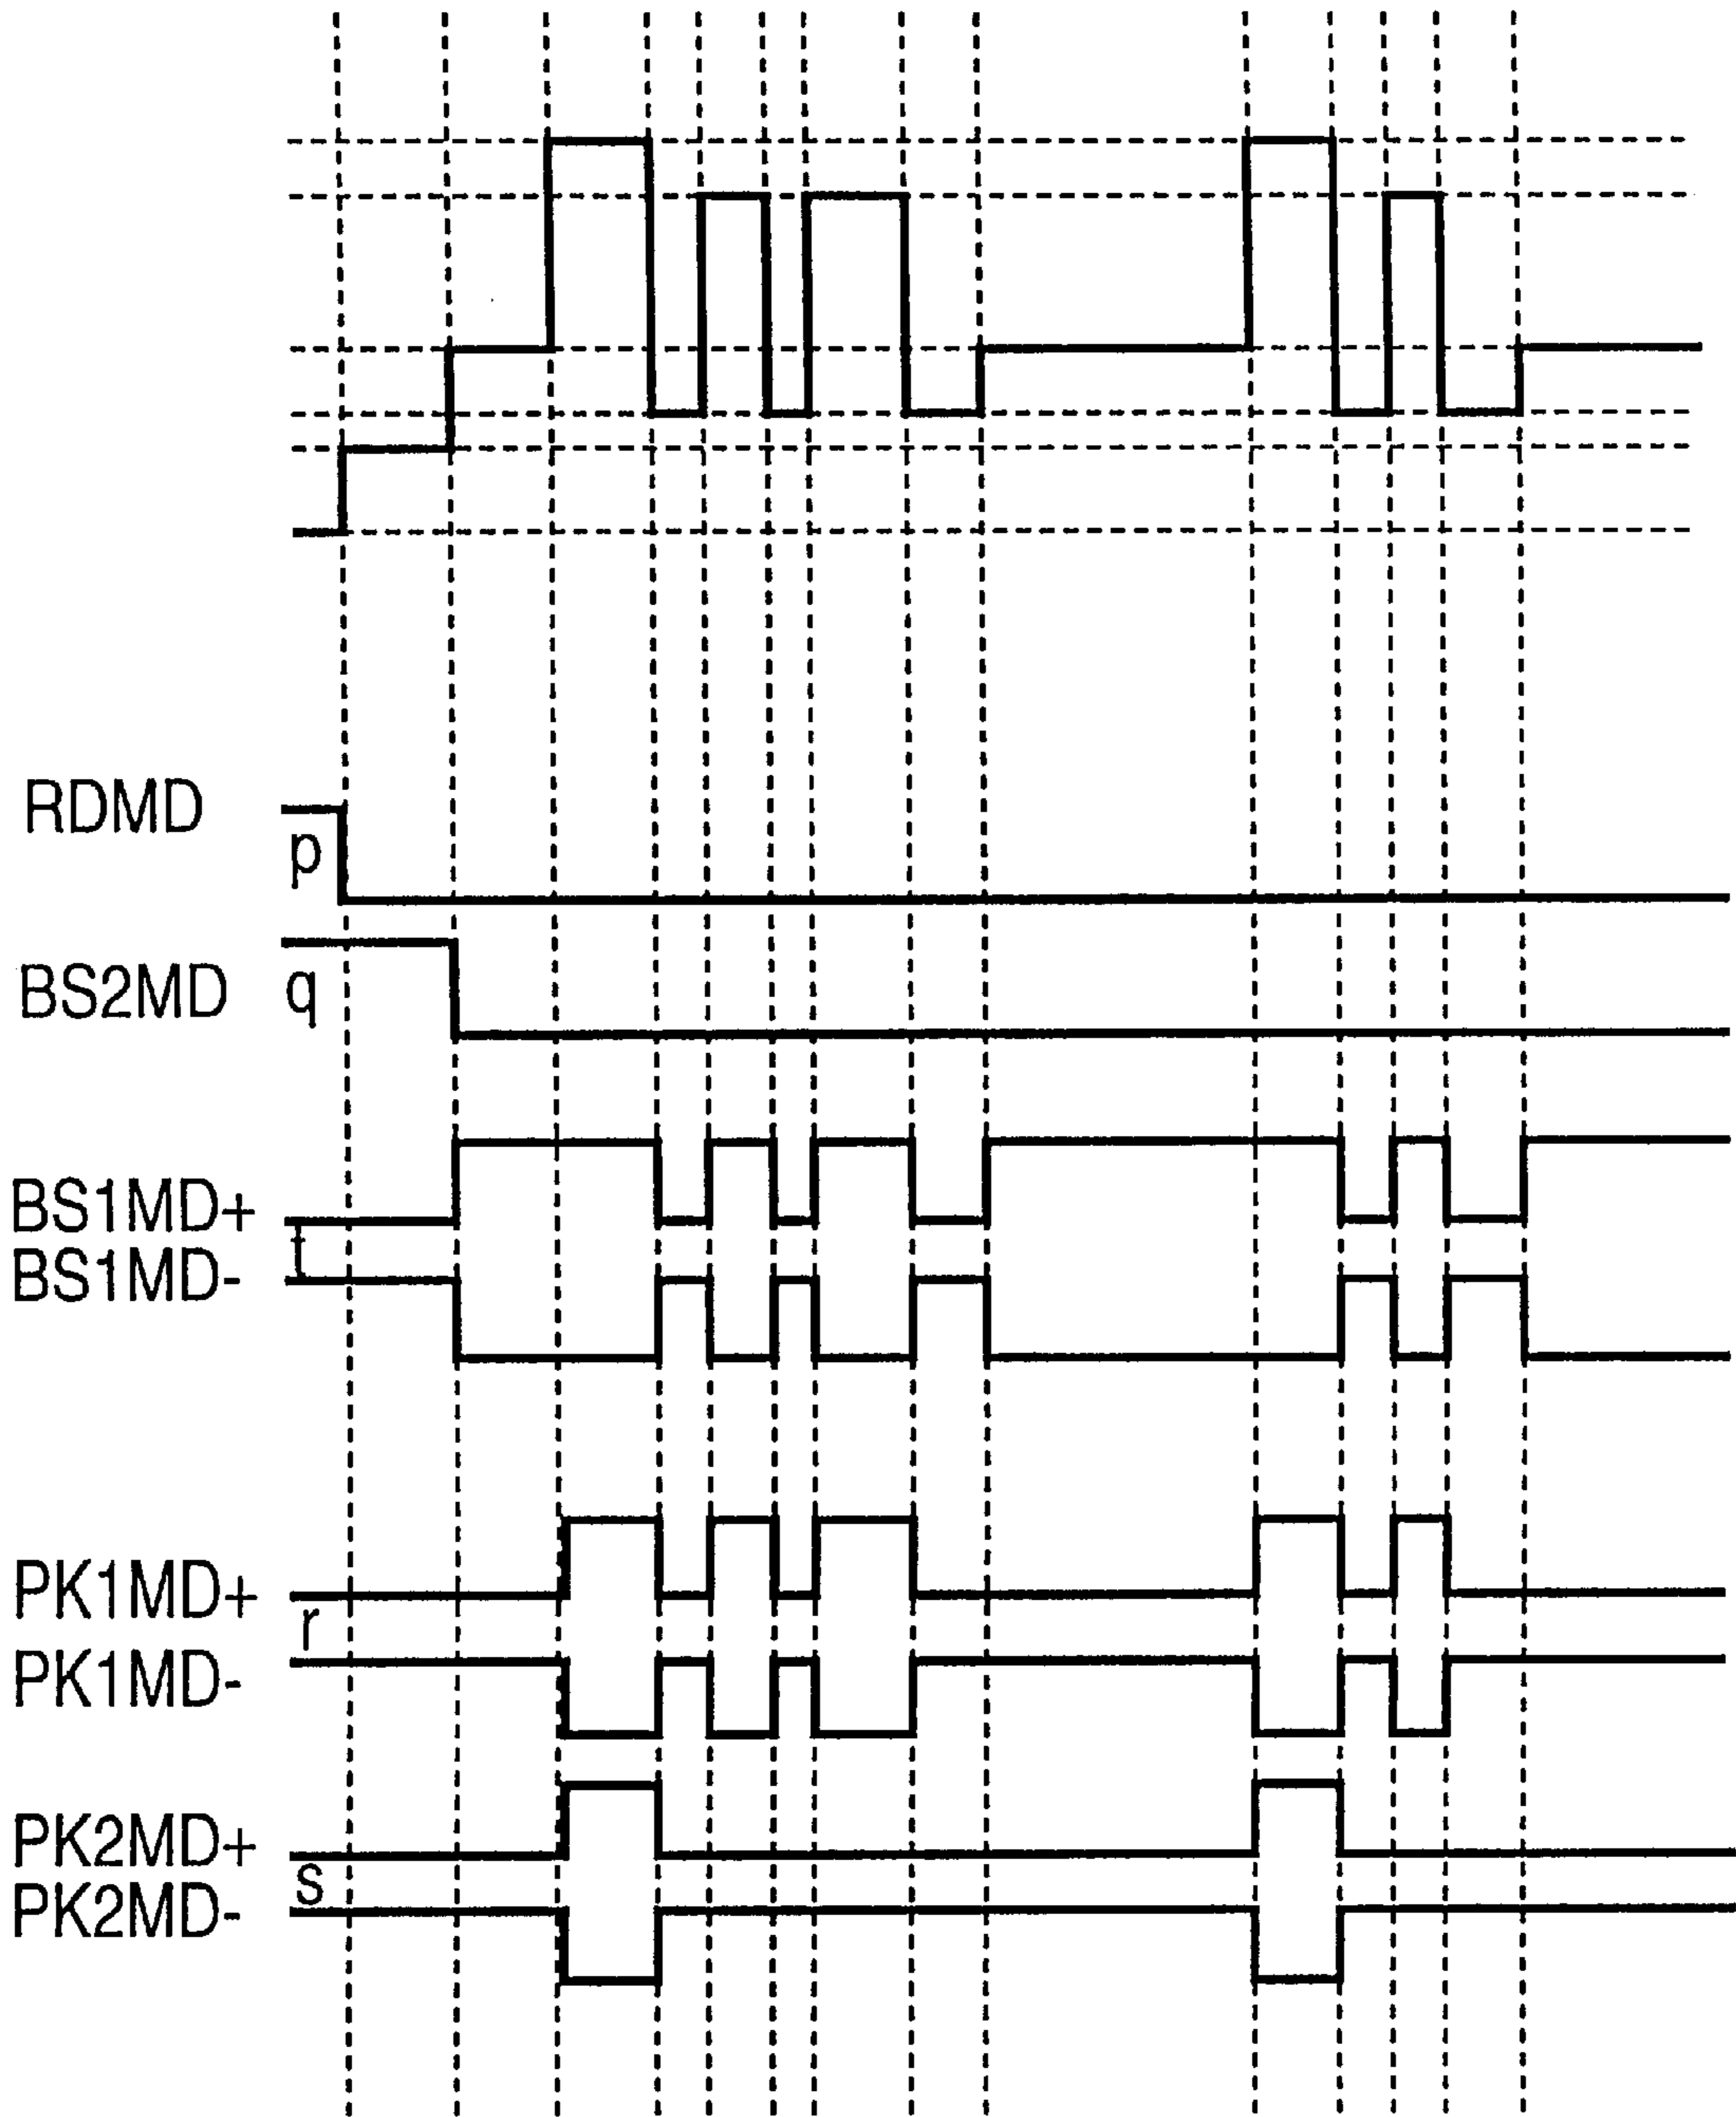 RDMD
p
BS2MD q
BS1MD+
t
BS1MD-
PK1MD+
r
PK1MD-
PK2MD+
s
PK2MD-